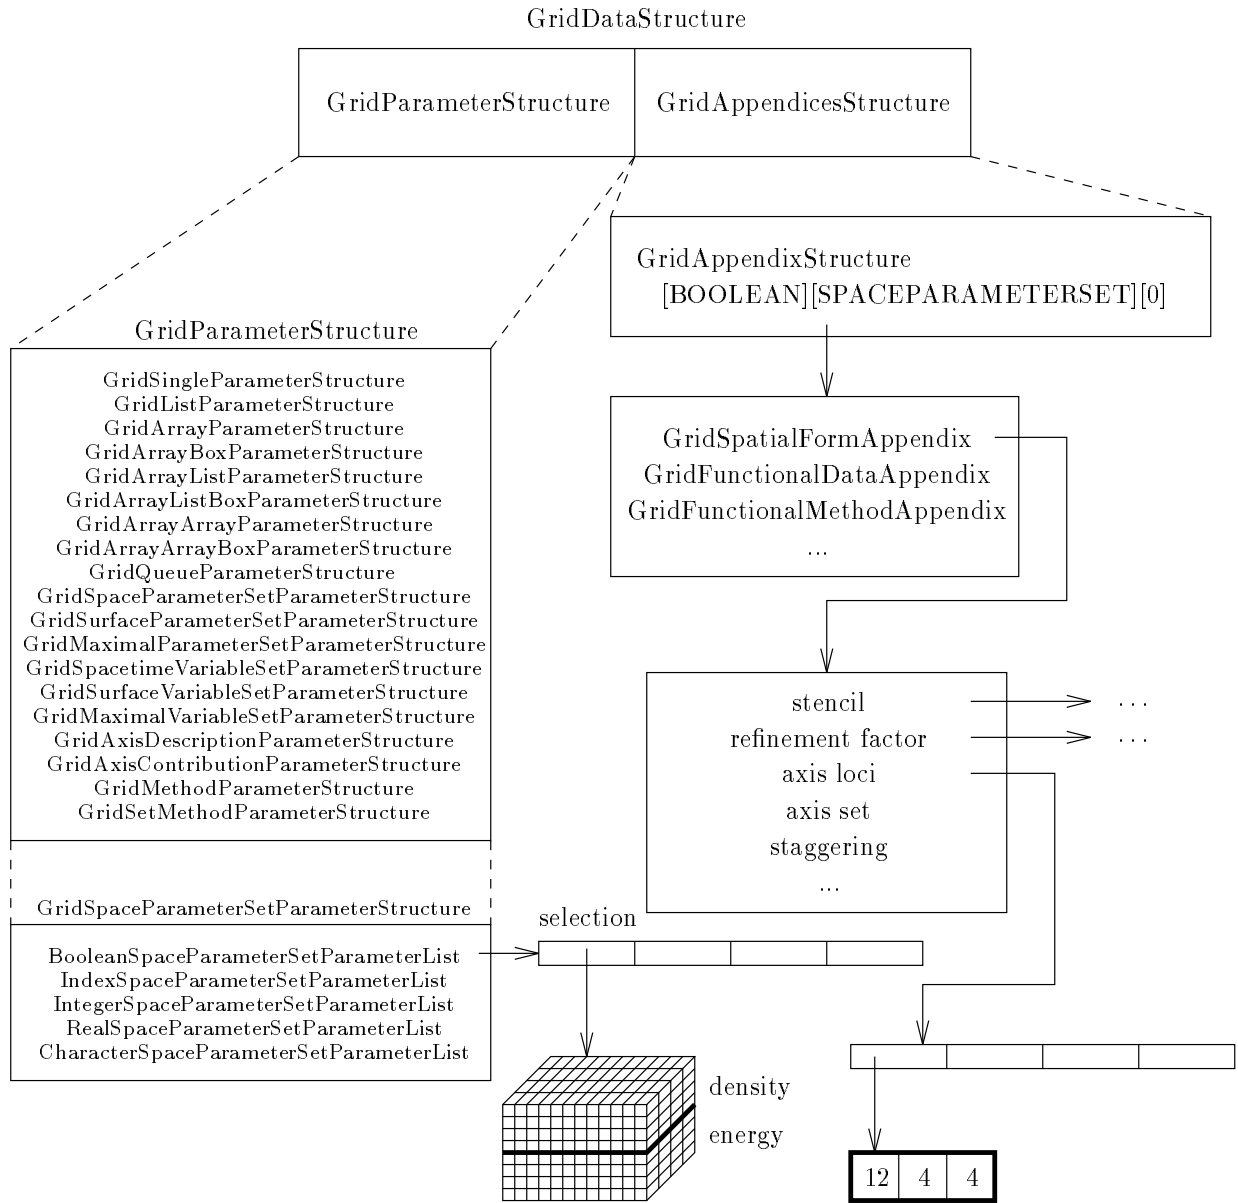 GridDataStructure
GridParameterStructure
GridAppendicesStructure
GridAppendixStructure
[BOOLEAN][SPACEPARAMETERSET][0]
GridParameterStructure
GridSingleParameterStructure
GridListParameterStructure
GridArrayParameterStructure
GridArrayBoxParameterStructure
GridArrayListParameterStructure
GridArrayListBoxParameterStructure
GridArrayArrayParameterStructure
GridArrayArrayBoxParameterStructure
GridQueueParameterStructure
GridSpaceParameterSetParameterStructure
GridSurfaceParameterSetParameterStructure
GridMaximalParameterSetParameterStructure
GridSpacetimeVariableSetParameterStructure
GridSurfaceVariableSetParameterStructure
GridMaximalVariableSetParameterStructure
GridAxisDescriptionParameterStructure
GridAxisContributionParameterStructure
GridMethodParameterStructure
GridSetMethodParameterStructure
GridSpatialFormAppendix
GridFunctionalDataAppendix
GridFunctionalMethodAppendix
...
stencil
...
refinement factor
...
axis loci
axis set
staggering
...
GridSpaceParameterSetParameterStructure
BooleanSpaceParameterSetParameterList
IndexSpaceParameterSetParameterList
IntegerSpaceParameterSetParameterList
RealSpaceParameterSetParameterList
CharacterSpaceParameterSetParameterList
selection
density
energy
12 4 4